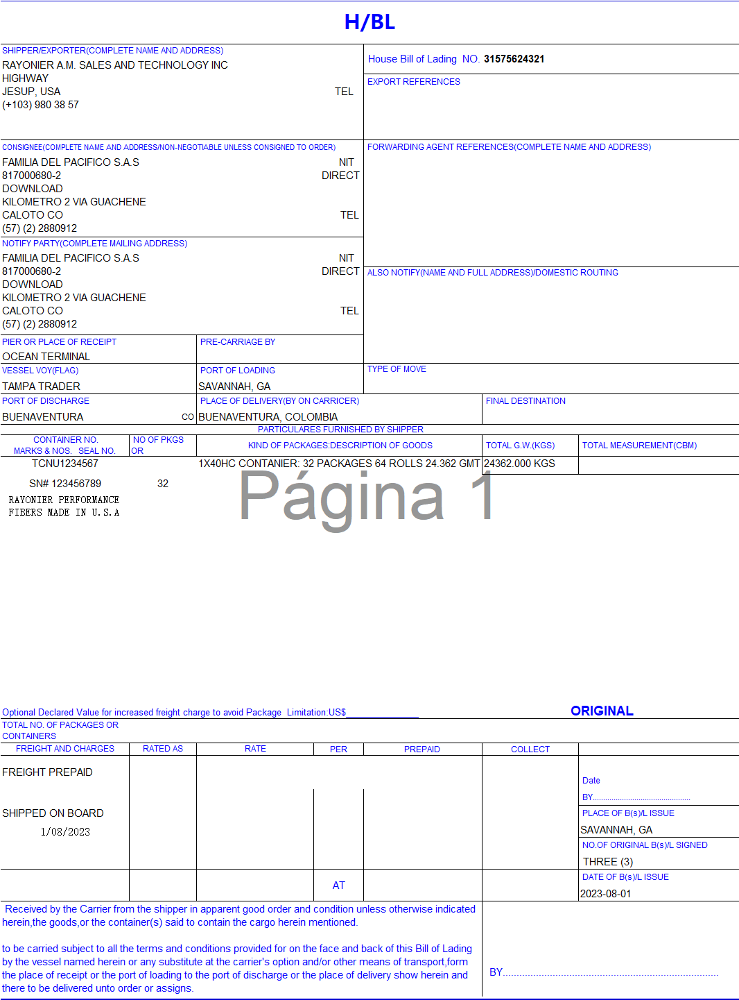 H/BL
SHIPPER/EXPORTER(COMPLETE NAME AND ADDRESS)
RAYONIER A.M. SALES AND TECHNOLOGY INC
HIGHWAY
JESUP, USA TEL
(+103) 980 38 57
House Bill of Lading NO. 31575624321
EXPORT REFERENCES
CONSIGNEE(COMPLETE NAME AND ADDRESS/NON-NEGOTIABLE UNLESS CONSIGNED TO ORDER)
FAMILIA DEL PACIFICO S.A.S NIT
817000680-2 DIRECT
DOWNLOAD
KILOMETRO 2 VIA GUACHENE
CALOTO CO TEL
(57) (2) 2880912
FORWARDING AGENT REFERENCES(COMPLETE NAME AND ADDRESS)
NOTIFY PARTY(COMPLETE MAILING ADDRESS)
FAMILIA DEL PACIFICO S.A.S NIT
817000680-2 DIRECT
DOWNLOAD
KILOMETRO 2 VIA GUACHENE
CALOTO CO TEL
(57) (2) 2880912
ALSO NOTIFY(NAME AND FULL ADDRESS)/DOMESTIC ROUTING
PIER OR PLACE OF RECEIPT PRE-CARRIAGE BY
OCEAN TERMINAL
VESSEL VOY(FLAG) PORT OF LOADING TYPE OF MOVE
TAMPA TRADER SAVANNAH, GA
PORT OF DISCHARGE PLACE OF DELIVERY(BY ON CARRICER) FINAL DESTINATION
BUENAVENTURA CO BUENAVENTURA, COLOMBIA
PARTICULARES FURNISHED BY SHIPPER
CONTAINER NO. NO OF PKGS
MARKS & NOS. SEAL NO. OR KIND OF PACKAGES:DESCRIPTION OF GOODS TOTAL G.W.(KGS) TOTAL MEASUREMENT(CBM)
TCNU1234567 1X40HC CONTANIER: 32 PACKAGES 64 ROLLS 24.362 GMT 24362.000 KGS
SN# 123456789 32
RAYONIER PERFORMANCE
FIBERS MADE IN U.S.A
Página 1
Optional Declared Value for increased freight charge to avoid Package Limitation:US$______________ ORIGINAL
TOTAL NO. OF PACKAGES OR
CONTAINERS
FREIGHT AND CHARGES RATED AS RATE PER PREPAID COLLECT
FREIGHT PREPAID
Date
BY...............................................
SHIPPED ON BOARD PLACE OF B(s)/L ISSUE
1/08/2023 SAVANNAH, GA
NO.OF ORIGINAL B(s)/L SIGNED
THREE (3)
AT DATE OF B(s)/L ISSUE
2023-08-01
Received by the Carrier from the shipper in apparent good order and condition unless otherwise indicated
herein,the goods,or the container(s) said to contain the cargo herein mentioned.
to be carried subject to all the terms and conditions provided for on the face and back of this Bill of Lading
by the vessel named herein or any substitute at the carrier's option and/or other means of transport,form
the place of receipt or the port of loading to the port of discharge or the place of delivery show herein and
there to be delivered unto order or assigns.
BY...........................................................................